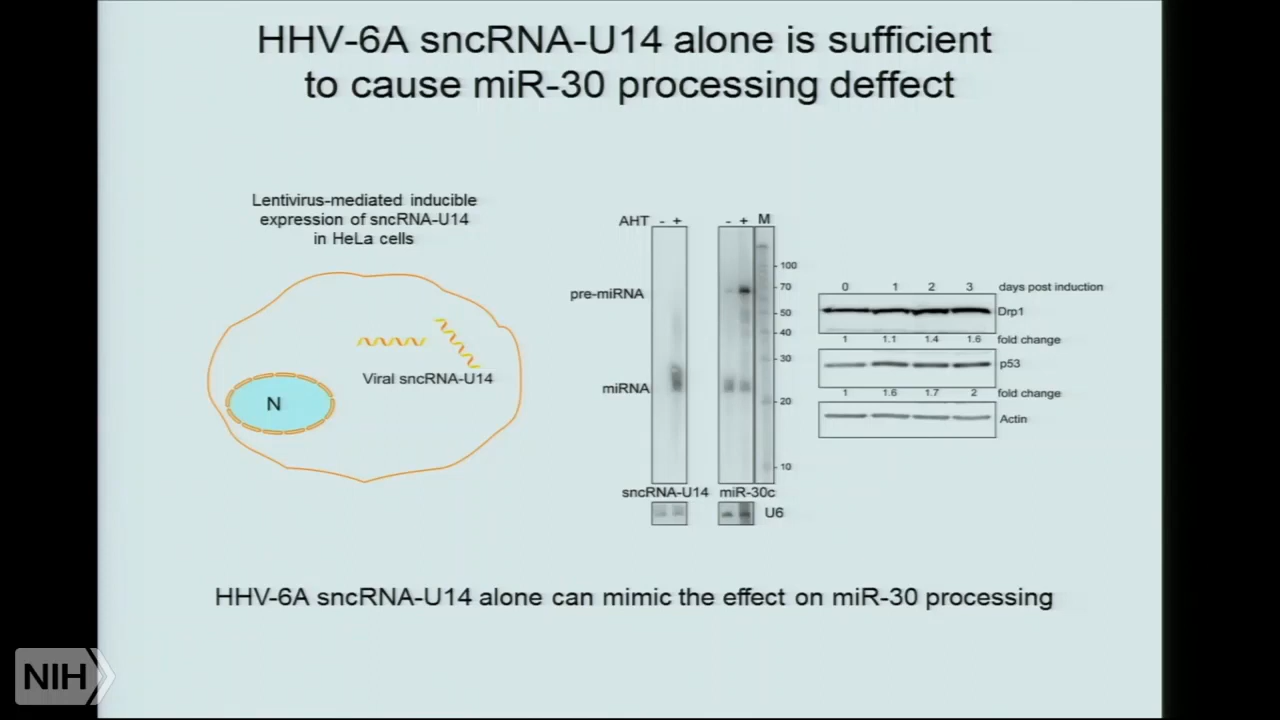 HHV-6A sncRNA-U14 alone is sufficient
to cause miR-30 processing deffect
Lentivirus-mediated inducible
expression of sncRNA-U14
in HeLa cells
Viral sncRNA-U14
N
AHT - + - + M
pre-miRNA
miRNA
100
70
50
40
30
20
10
sncRNA-U14 miR-30c
U6
0 1 2 3 days post induction
Drp1
1 1.1 1.4 1.6 fold change
p53
1 1.6 1.7 2 fold change
Actin
HHV-6A sncRNA-U14 alone can mimic the effect on miR-30 processing
NIH